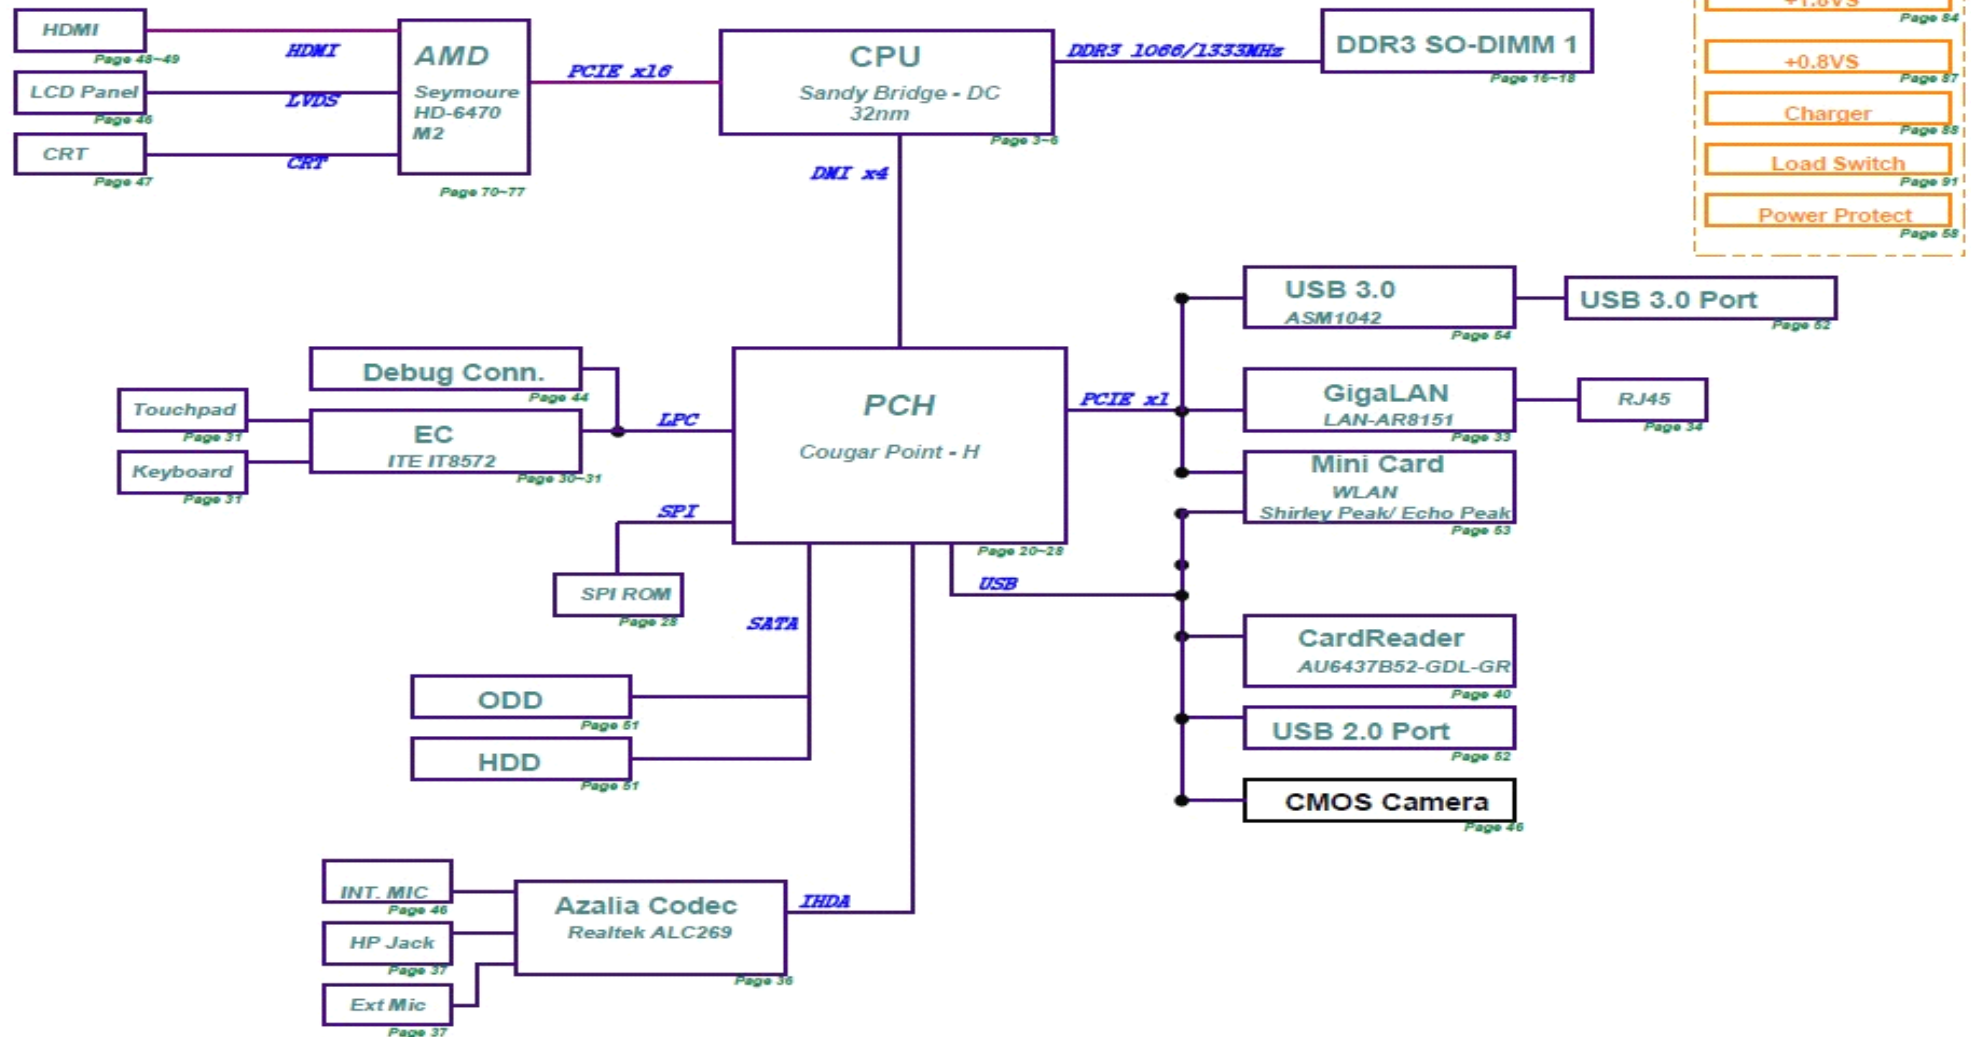 HDMI
Page 48~49
HDMI
LCD Panel
Page 46
LVDS
CRT
Page 47
CRT
AMD
Seymoure
HD-6470
M2
Page 70~77
PCIE x16
CPU
Sandy Bridge - DC
32nm
Page 3~6
DDR3 1066/1333MHz
DDR3 SO-DIMM 1
Page 16~18
+1.8VS
Page 84
+0.8VS
Page 87
Charger
Page 88
Load Switch
Page 91
Power Protect
Page 58
DMI x4
Debug Conn.
Page 44
Touchpad
Page 31
Keyboard
Page 31
EC
ITE IT8572
Page 30~31
LPC
SPI
SPI ROM
Page 28
PCH
Cougar Point - H
Page 20~28
PCIE x1
USB 3.0
ASM1042
Page 54
USB 3.0 Port
Page 52
GigaLAN
LAN-AR8151
Page 33
RJ45
Page 34
Mini Card
WLAN
Shirley Peak/ Echo Peak
Page 53
USB
CardReader
AU6437B52-GDL-GR
Page 40
USB 2.0 Port
Page 52
CMOS Camera
Page 46
SATA
ODD
Page 51
HDD
Page 51
INT. MIC
Page 46
HP Jack
Page 37
Ext Mic
Page 37
Azalia Codec
Realtek ALC269
Page 36
IHDA